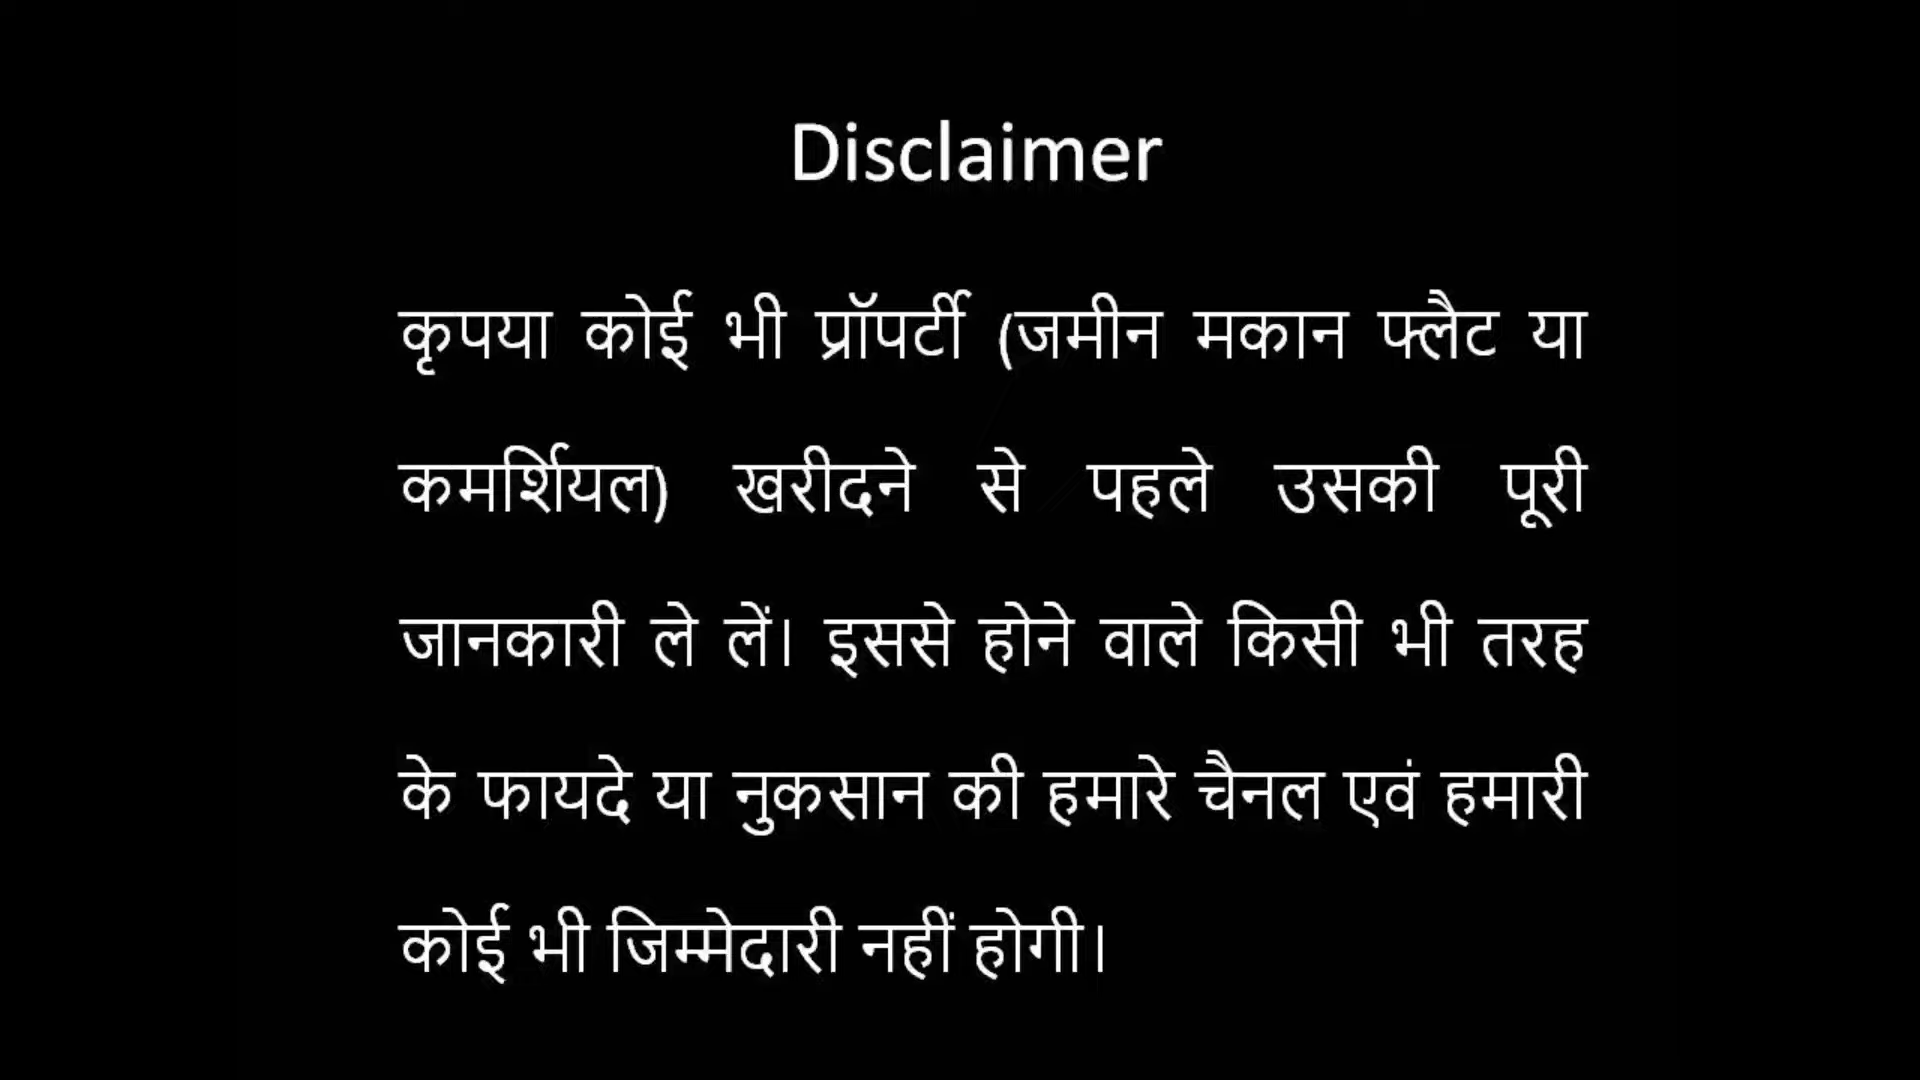 Disclaimer
कृपया कोई भी प्रॉपर्टी (जमीन मकान फ्लैट या
कमर्शियल) खरीदने से पहले उसकी पूरी
जानकारी ले लें। इससे होने वाले किसी भी तरह
के फायदे या नुकसान की हमारे चैनल एवं हमारी
कोई भी जिम्मेदारी नहीं होगी।